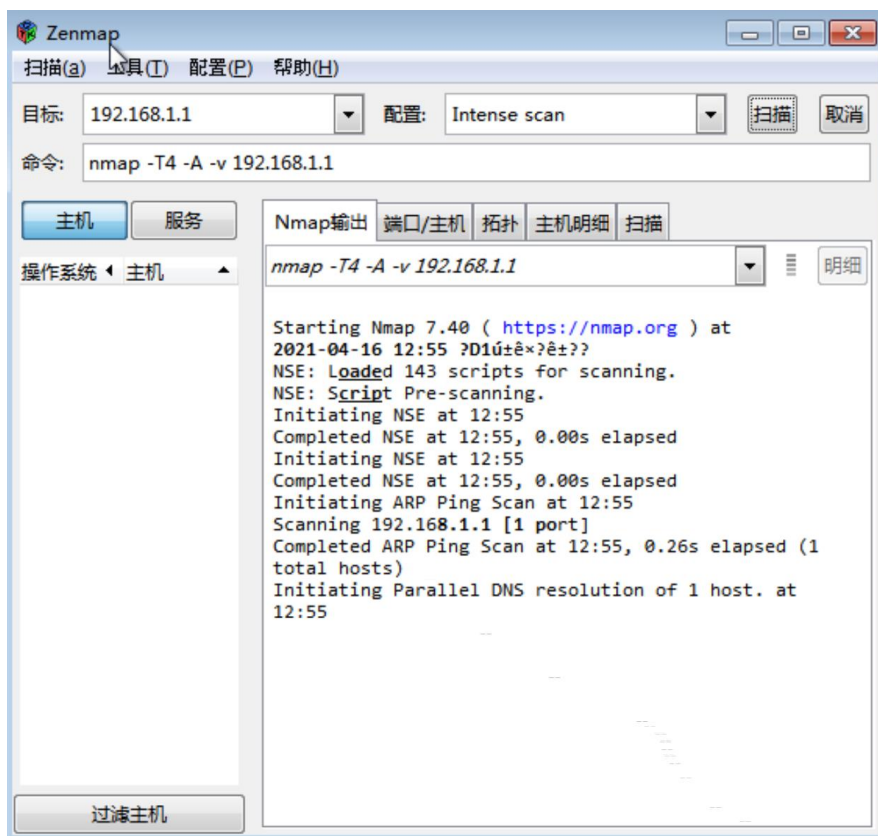 Zenmap
扫描(a) 工具(T) 配置(P) 帮助(H)
目标: 192.168.1.1 配置: Intense scan 扫描 取消
命令: nmap -T4 -A -v 192.168.1.1
主机 服务 Nmap输出 端口/主机 拓扑 主机明细 扫描
操作系统 主机 nmap -T4 -A -v 192.168.1.1 明细
Starting Nmap 7.40 ( https://nmap.org ) at
2021-04-16 12:55 ?D1ú±ê×?ê±??
NSE: Loaded 143 scripts for scanning.
NSE: Script Pre-scanning.
Initiating NSE at 12:55
Completed NSE at 12:55, 0.00s elapsed
Initiating NSE at 12:55
Completed NSE at 12:55, 0.00s elapsed
Initiating ARP Ping Scan at 12:55
Scanning 192.168.1.1 [1 port]
Completed ARP Ping Scan at 12:55, 0.26s elapsed (1
total hosts)
Initiating Parallel DNS resolution of 1 host. at
12:55
过滤主机